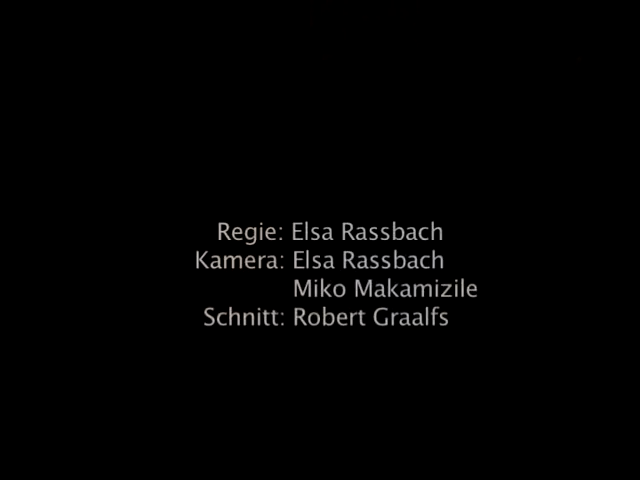 Regie: Elsa Rassbach
Kamera: Elsa Rassbach
Miko Makamizile
Schnitt: Robert Graalfs